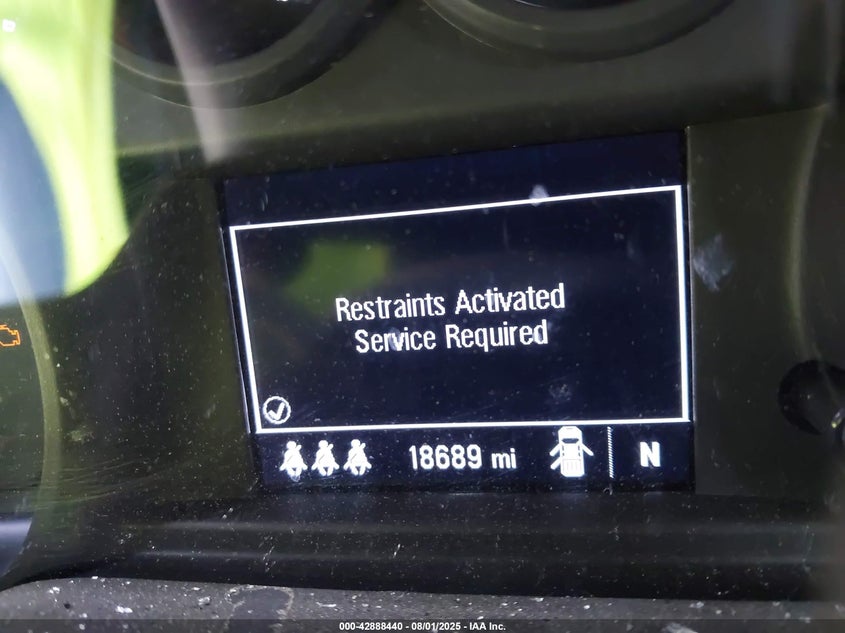 Restraints Activated
Service Required
18689 mi
N
000-42888440 - 08/01/2025 - IAA Inc.